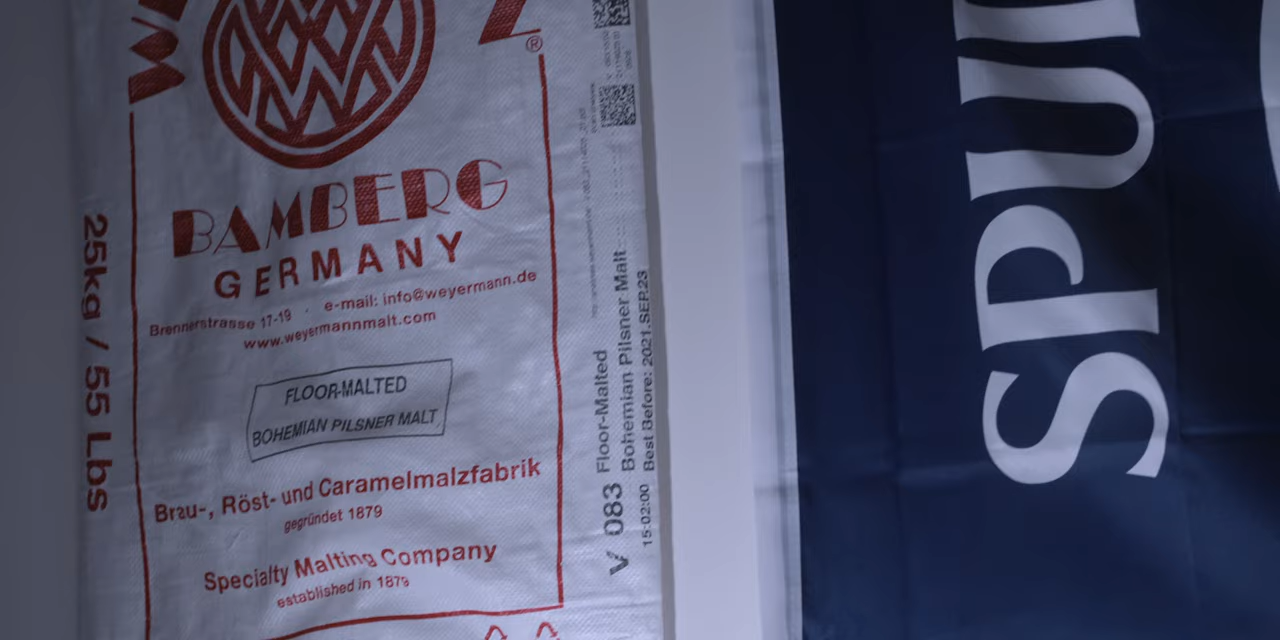 BAMBERG
GERMANY
Brennerstrasse 17-19 · e-mail: info@weyermann.de
www.weyermannmalt.com
FLOOR-MALTED
BOHEMIAN PILSNER MALT
Brau-, Röst- und Caramelmalzfabrik
gegründet 1879
Specialty Malting Company
established in 1879
25kg / 55 Lbs
V 083 Floor-Malted
Bohemian Pilsner Malt
15:02:00 Best Before: 2021.SEP.23
SPU